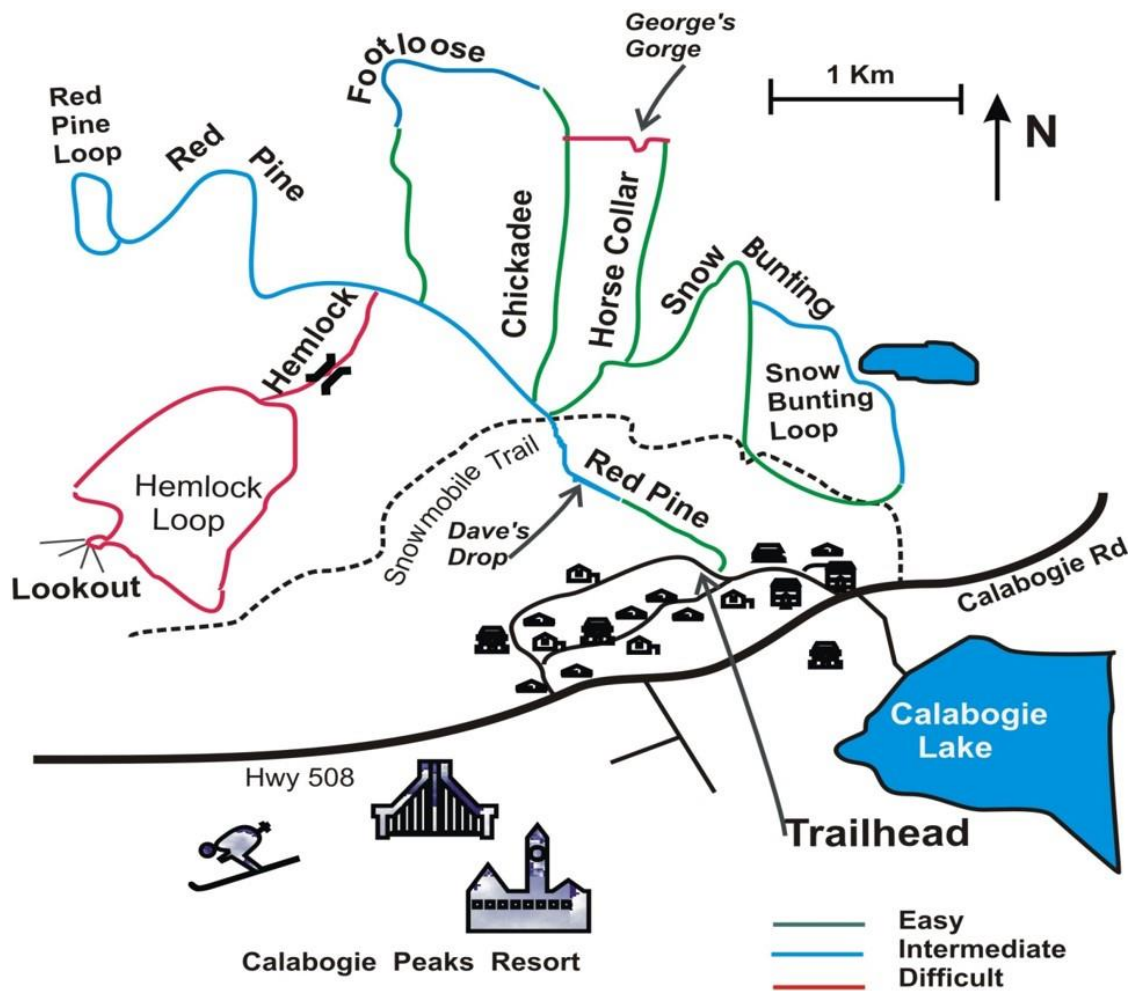 George's
Gorge
Footloose
1 Km
N
Red
Pine
Loop
Red Pine
Chickadee
Horse Collar
Snow Bunting
Hemlock
Snow
Bunting
Loop
Hemlock
Loop
Snowmobile Trail
Red Pine
Dave's
Drop
Lookout
Calabogie Rd
Calabogie
Lake
Hwy 508
Trailhead
Calabogie Peaks Resort
Easy
Intermediate
Difficult